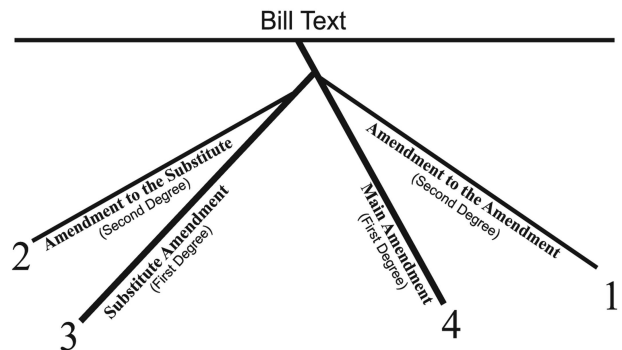 Bill Text
Amendment to the Substitute
(Second Degree)
2
Substitute Amendment
(First Degree)
3
Main Amendment
(First Degree)
4
Amendment to the Amendment
(Second Degree)
1